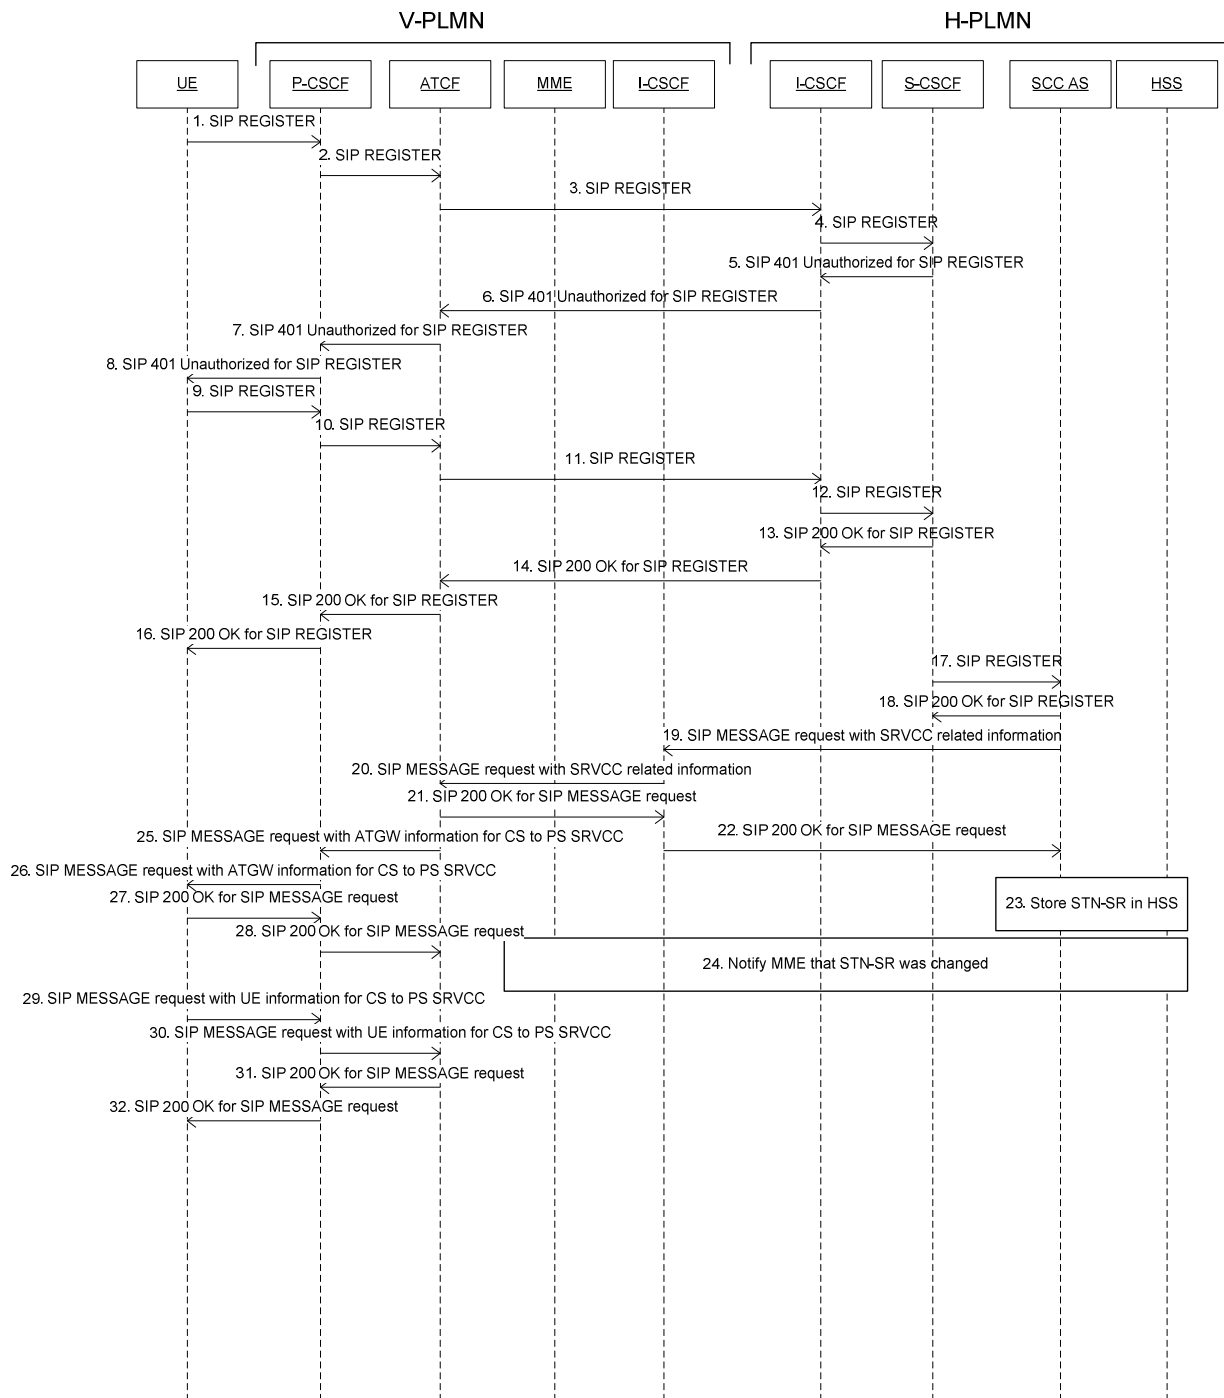 V-PLMN
H-PLMN
UE
P-CSCF
ATCF
MME
I-CSCF
I-CSCF
S-CSCF
SCC AS
HSS
1. SIP REGISTER
2. SIP REGISTER
3. SIP REGISTER
4. SIP REGISTER
5. SIP 401 Unauthorized for SIP REGISTER
6. SIP 401 Unauthorized for SIP REGISTER
7. SIP 401 Unauthorized for SIP REGISTER
8. SIP 401 Unauthorized for SIP REGISTER
9. SIP REGISTER
10. SIP REGISTER
11. SIP REGISTER
12. SIP REGISTER
13. SIP 200 OK for SIP REGISTER
14. SIP 200 OK for SIP REGISTER
15. SIP 200 OK for SIP REGISTER
16. SIP 200 OK for SIP REGISTER
17. SIP REGISTER
18. SIP 200 OK for SIP REGISTER
19. SIP MESSAGE request with SRVCC related information
20. SIP MESSAGE request with SRVCC related information
21. SIP 200 OK for SIP MESSAGE request
22. SIP 200 OK for SIP MESSAGE request
25. SIP MESSAGE request with ATGW information for CS to PS SRVCC
26. SIP MESSAGE request with ATGW information for CS to PS SRVCC
27. SIP 200 OK for SIP MESSAGE request
23. Store STN-SR in HSS
28. SIP 200 OK for SIP MESSAGE request
24. Notify MME that STN-SR was changed
29. SIP MESSAGE request with UE information for CS to PS SRVCC
30. SIP MESSAGE request with UE information for CS to PS SRVCC
31. SIP 200 OK for SIP MESSAGE request
32. SIP 200 OK for SIP MESSAGE request